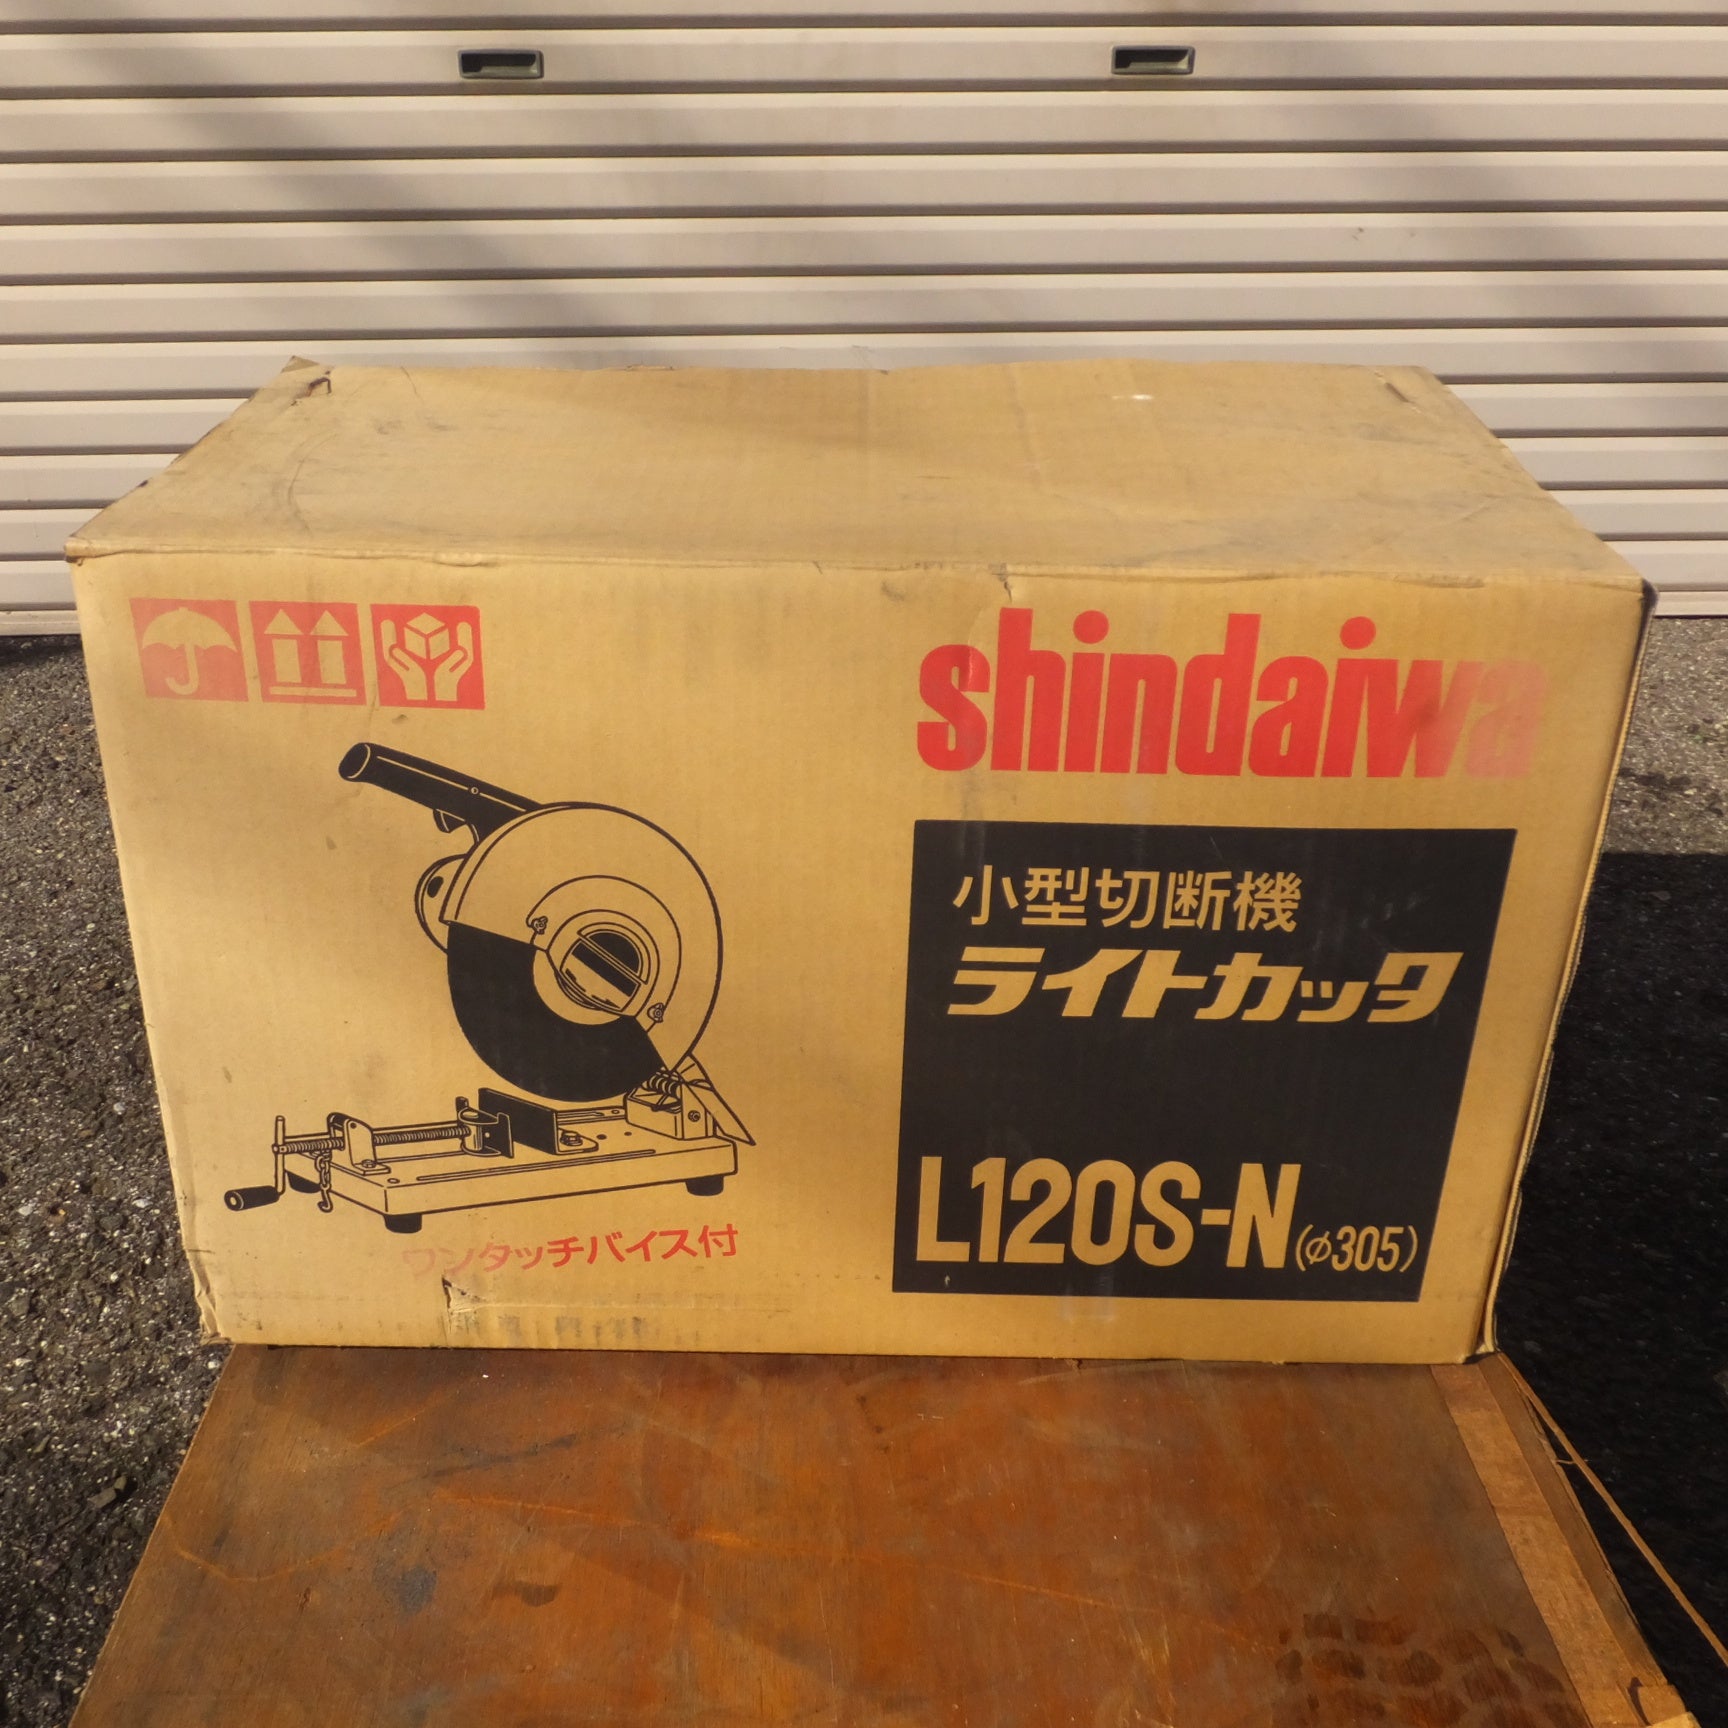 shindaiwa
小型切断機
ライトカッタ
L120S-N(φ305)
ワンタッチバイス付